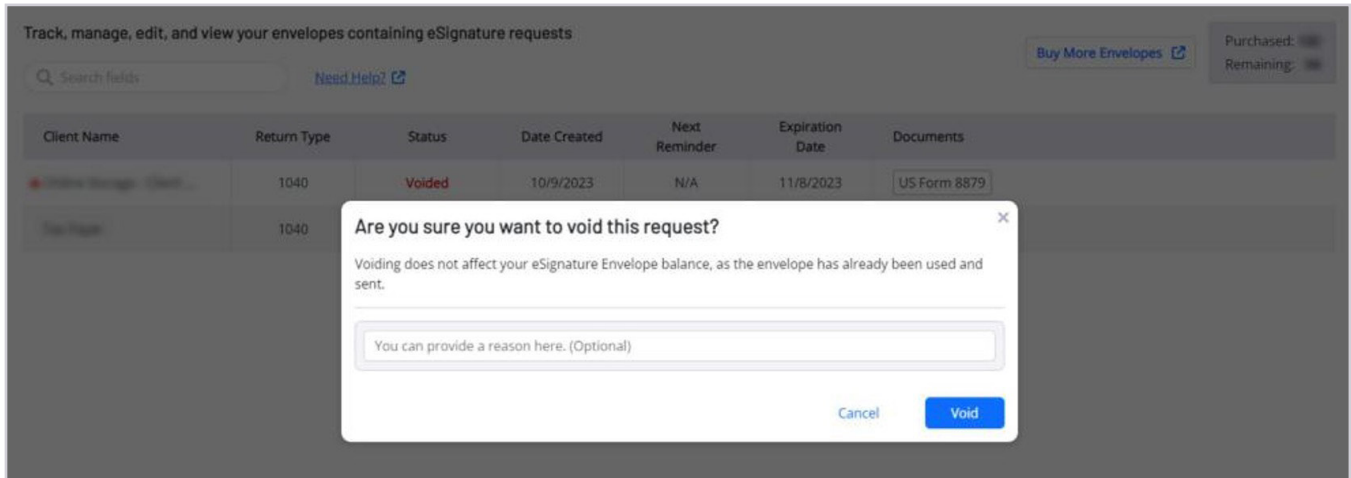 Track, manage, edit, and view your envelopes containing eSignature requests
Buy More Envelopes
Purchased:
Remaining:
Search fields
Need Help?
Client Name Return Type Status Date Created Next Reminder Expiration Date Documents
1040 Voided 10/9/2023 N/A 11/8/2023 US Form 8879
1040
Are you sure you want to void this request?
Voiding does not affect your eSignature Envelope balance, as the envelope has already been used and
sent.
You can provide a reason here. (Optional)
Cancel Void